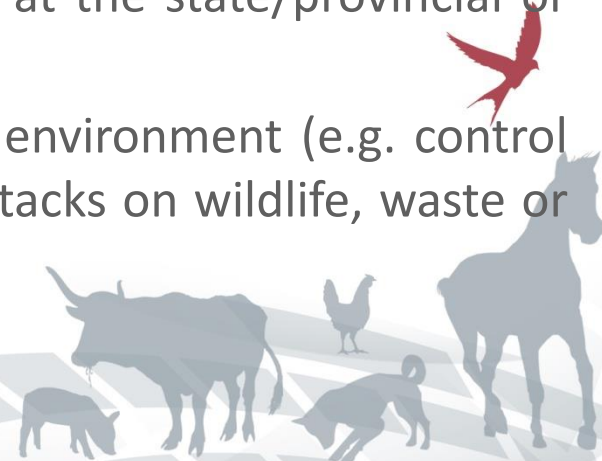 at the state/provincial or
environment (e.g. control
tacks on wildlife, waste or